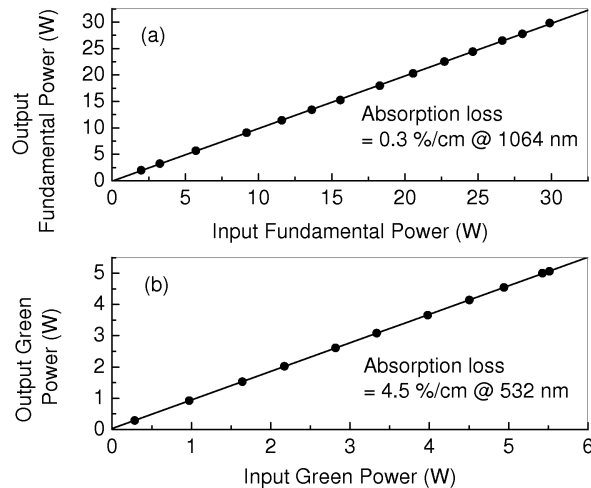 (a)
Output
Fundamental Power (W)
30
25
20
15
10
5
0
Absorption loss
= 0.3 %/cm @ 1064 nm
0 5 10 15 20 25 30
Input Fundamental Power (W)
(b)
Output Green
Power (W)
5
4
3
2
1
0
Absorption loss
= 4.5 %/cm @ 532 nm
0 1 2 3 4 5 6
Input Green Power (W)